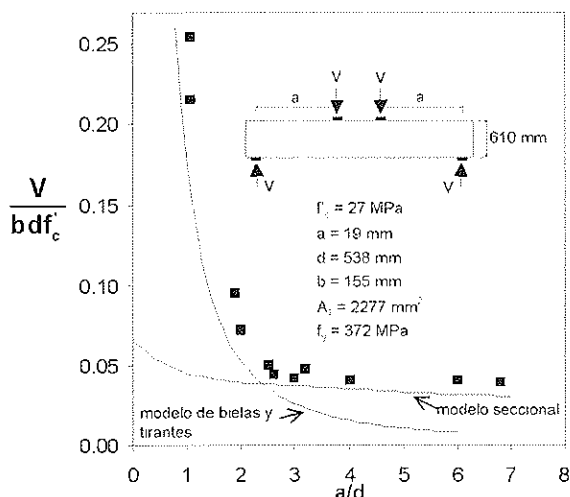 0.25
0.20
0.15
0.10
0.05
0.00
V
bdf'c
V V
a a
610 mm
V V
f'c = 27 MPa
a = 19 mm
d = 538 mm
b = 155 mm
As = 2277 mm²
fy = 372 MPa
modelo de bielas y
tirantes
modelo seccional
0 1 2 3 4 5 6 7 8
a/d